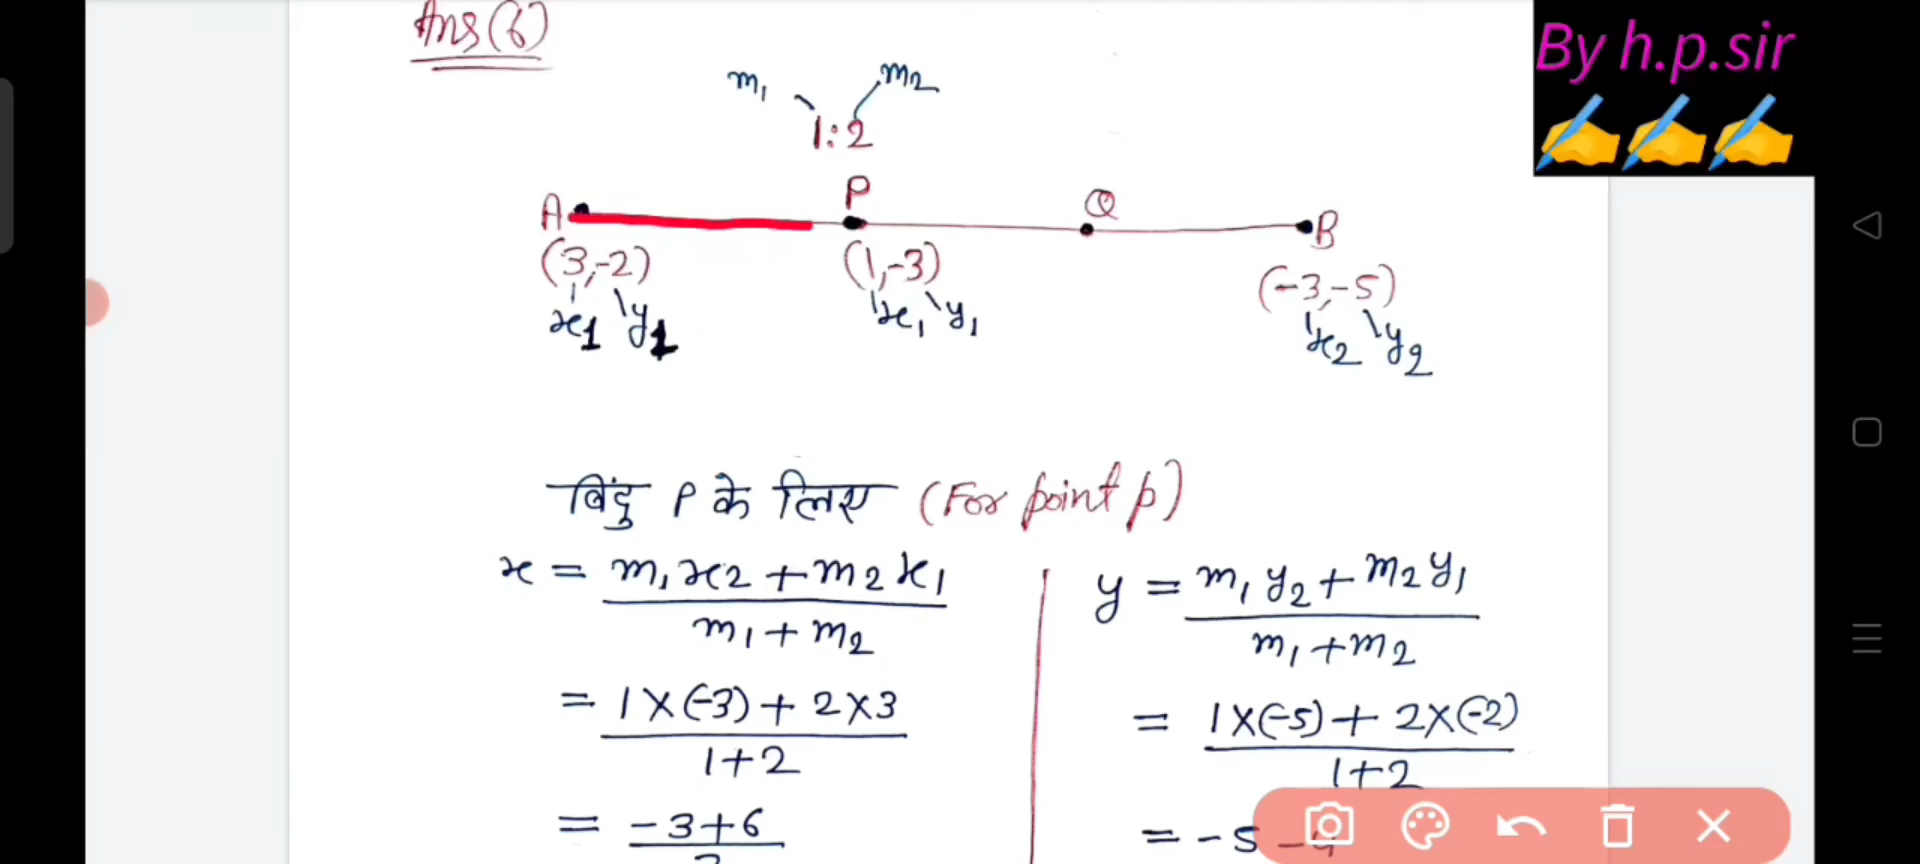 Ans(6)
By h.p.sir
m₁ m₂
1:2
A P Q B
(3,-2) (1,-3) (-3,-5)
x₁ y₁ x₁ y₁ x₂ y₂
बिंदु P के लिए (For point p)
x = m₁x₂+m₂x₁
m₁+m₂
= 1×(-3)+2×3
1+2
= -3+6
y = m₁y₂+m₂y₁
m₁+m₂
= 1×(-5)+2×(-2)
1+2
= -5-4